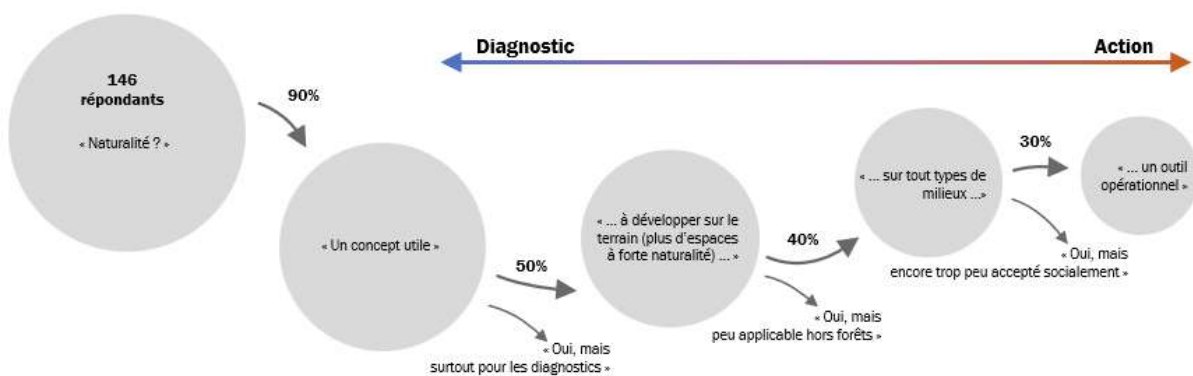 Diagnostic
Action
146
répondants
« Naturalité ? »
90%
« Un concept utile »
50%
« Oui, mais
surtout pour les diagnostics »
« ... à développer sur le
terrain (plus d'espaces
à forte naturalité) ... »
40%
« Oui, mais
peu applicable hors forêts »
« ... sur tout types de
milieux ...»
30%
« Oui, mais
encore trop peu accepté socialement »
« ... un outil
opérationnel »